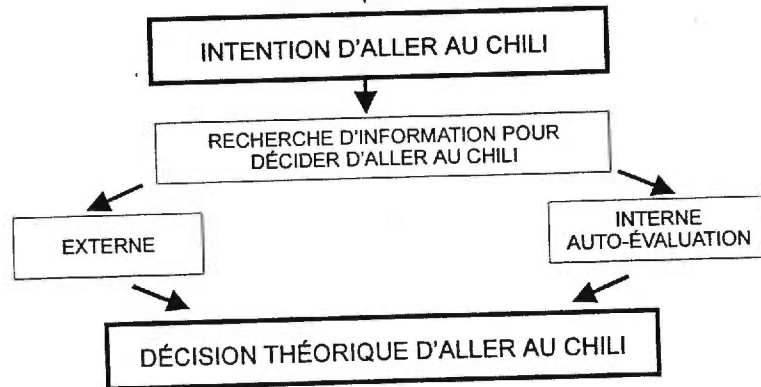 INTENTION D'ALLER AU CHILI
RECHERCHE D'INFORMATION POUR
DÉCIDER D'ALLER AU CHILI
EXTERNE
INTERNE
AUTO-ÉVALUATION
DÉCISION THÉORIQUE D'ALLER AU CHILI